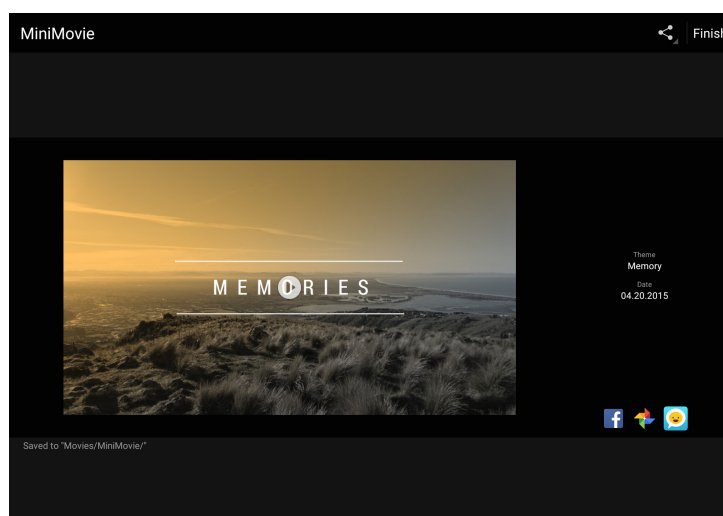 MiniMovie
Finish
MEMORIES
Theme
Memory
Date
04.20.2015
Saved to "Movies/MiniMovie/"